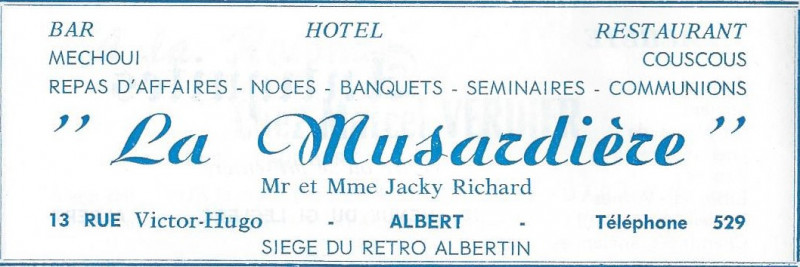 BAR HOTEL RESTAURANT
MECHOUI COUSCOUS
REPAS D'AFFAIRES - NOCES - BANQUETS - SEMINAIRES - COMMUNIONS
" La Musardière "
Mr et Mme Jacky Richard
13 RUE Victor-Hugo - ALBERT - Téléphone 529
SIEGE DU RETRO ALBERTIN